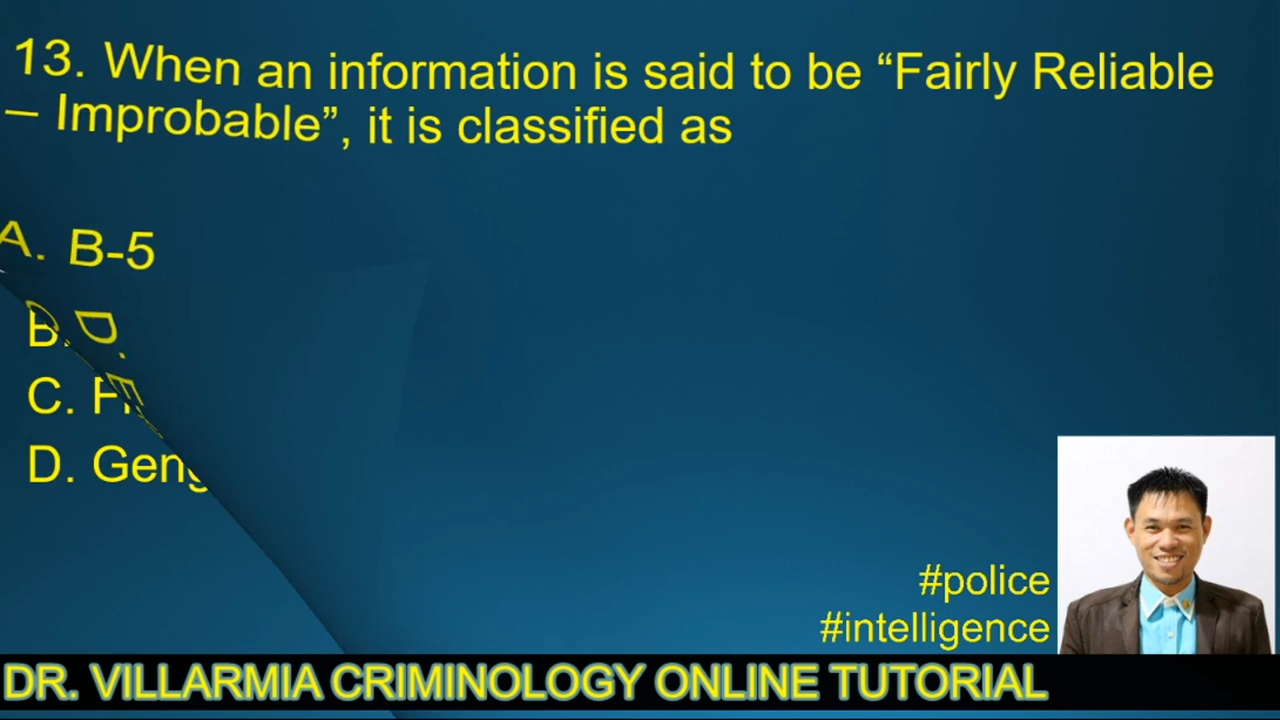 13. When an information is said to be “Fairly Reliable
– Improbable”, it is classified as
A. B-5
B.
C.
D.
#police
#intelligence
DR. VILLARMIA CRIMINOLOGY ONLINE TUTORIAL